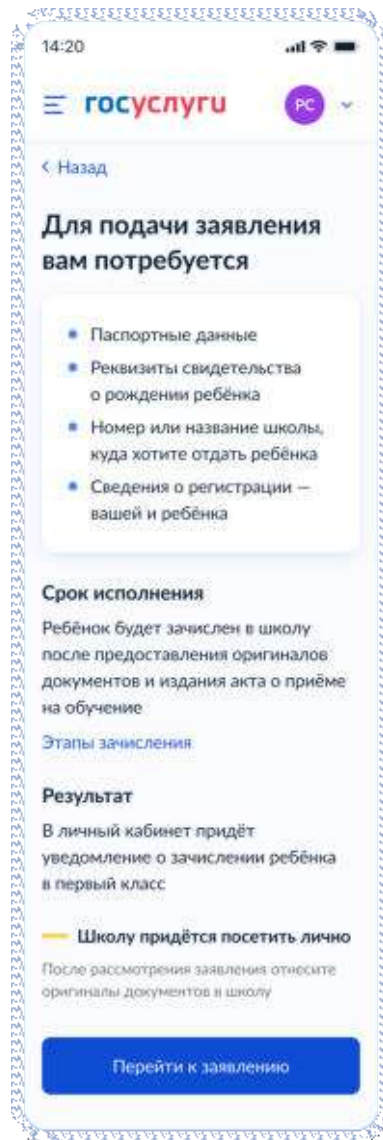 14:20
госуслуги
РС
Назад
Для подачи заявления
вам потребуется
Паспортные данные
Реквизиты свидетельства
о рождении ребёнка
Номер или название школы,
куда хотите отдать ребёнка
Сведения о регистрации —
вашей и ребёнка
Срок исполнения
Ребёнок будет зачислен в школу
после предоставления оригиналов
документов и издания акта о приёме
на обучение
Этапы зачисления
Результат
В личный кабинет придёт
уведомление о зачислении ребёнка
в первый класс
Школу придётся посетить лично
После рассмотрения заявления отнесите
оригиналы документов в школу
Перейти к заявлению